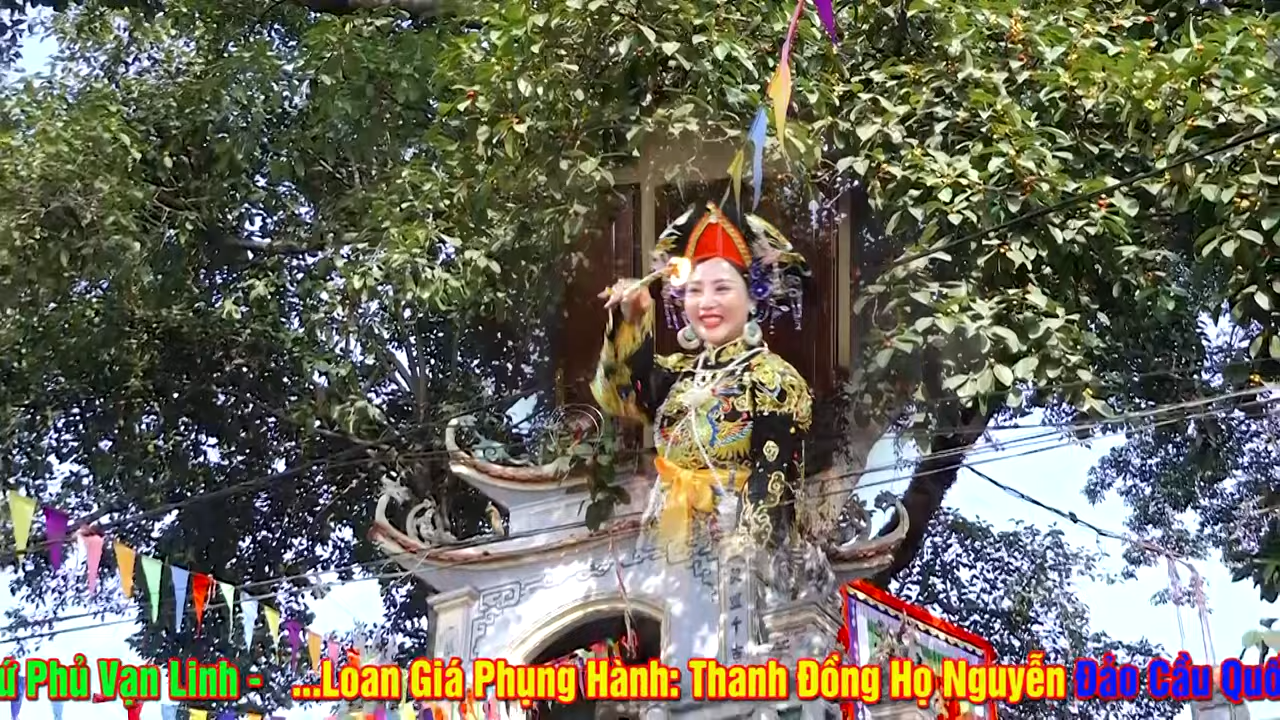 ứ Phủ Vạn Linh - ...Loan Giá Phụng Hành: Thanh Đồng Họ Nguyễn Đảo Cầu Quố